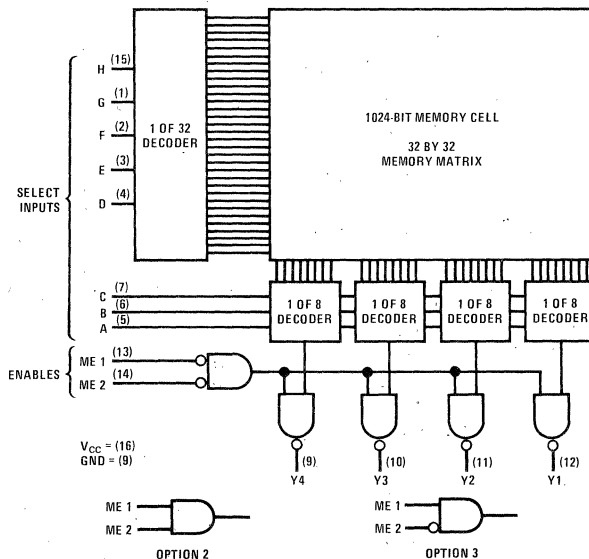 H (15)
G (1)
F (2)
E (3)
D (4)
SELECT
INPUTS
1 OF 32
DECODER
1024-BIT MEMORY CELL
32 BY 32
MEMORY MATRIX
C (7)
B (6)
A (5)
1 OF 8
DECODER
1 OF 8
DECODER
1 OF 8
DECODER
1 OF 8
DECODER
ENABLES
ME 1 (13)
ME 2 (14)
VCC = (16)
GND = (9)
(9)
Y4
(10)
Y3
(11)
Y2
(12)
Y1
ME 1
ME 2
OPTION 2
ME 1
ME 2
OPTION 3